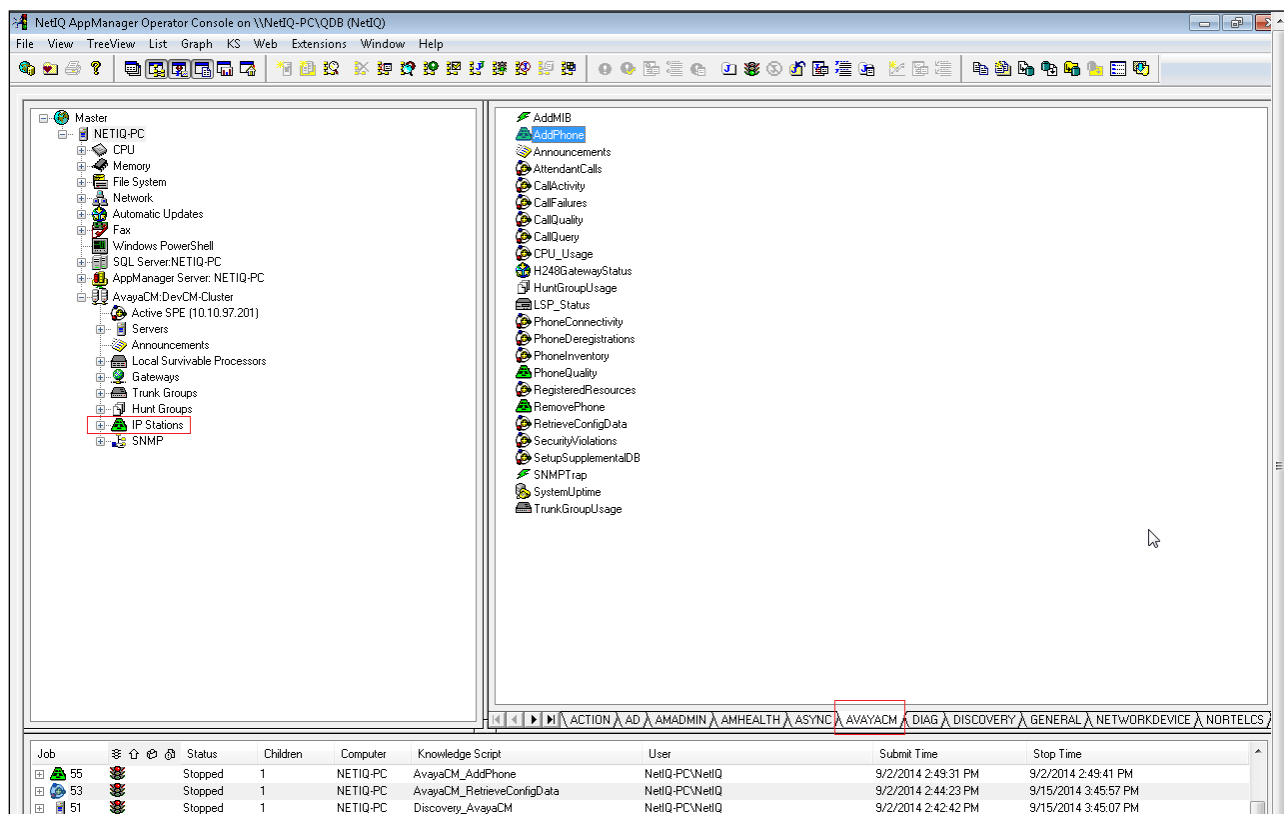 NetIQ AppManager Operator Console on \\NetIQ-PC\QDB (NetIQ)
File View TreeView List Graph KS Web Extensions Window Help
Master
NETIQ-PC
CPU
Memory
File System
Network
Automatic Updates
Fax
Windows PowerShell
SQL Server:NETIQ-PC
AppManager Server: NETIQ-PC
AvayaCM:DevCM-Cluster
Active SPE (10.10.97.201)
Servers
Announcements
Local Survivable Processors
Gateways
Trunk Groups
Hunt Groups
IP Stations
SNMP
AddMIB
AddPhone
Announcements
AttendantCalls
CallActivity
CallFailures
CallQuality
CallQuery
CPU_Usage
H248GatewayStatus
HuntGroupUsage
LSP_Status
PhoneConnectivity
PhoneDeregistrations
PhoneInventory
PhoneQuality
RegisteredResources
RemovePhone
RetrieveConfigData
SecurityViolations
SetupSupplementalDB
SNMPTrap
SystemUptime
TrunkGroupUsage
ACTION AD AMADMIN AMHEALTH ASYNC AVAYACM DIAG DISCOVERY GENERAL NETWORKDEVICE NORTELCS
Job Status Children Computer Knowledge Script User Submit Time Stop Time
55 Stopped 1 NETIQ-PC AvayaCM_AddPhone NetIQ-PC\NetIQ 9/2/2014 2:49:31 PM 9/2/2014 2:49:41 PM
53 Stopped 1 NETIQ-PC AvayaCM_RetrieveConfigData NetIQ-PC\NetIQ 9/2/2014 2:44:23 PM 9/15/2014 3:45:57 PM
51 Stopped 1 NETIQ-PC Discovery_AvayaCM NetIQ-PC\NetIQ 9/2/2014 2:42:42 PM 9/15/2014 3:45:07 PM